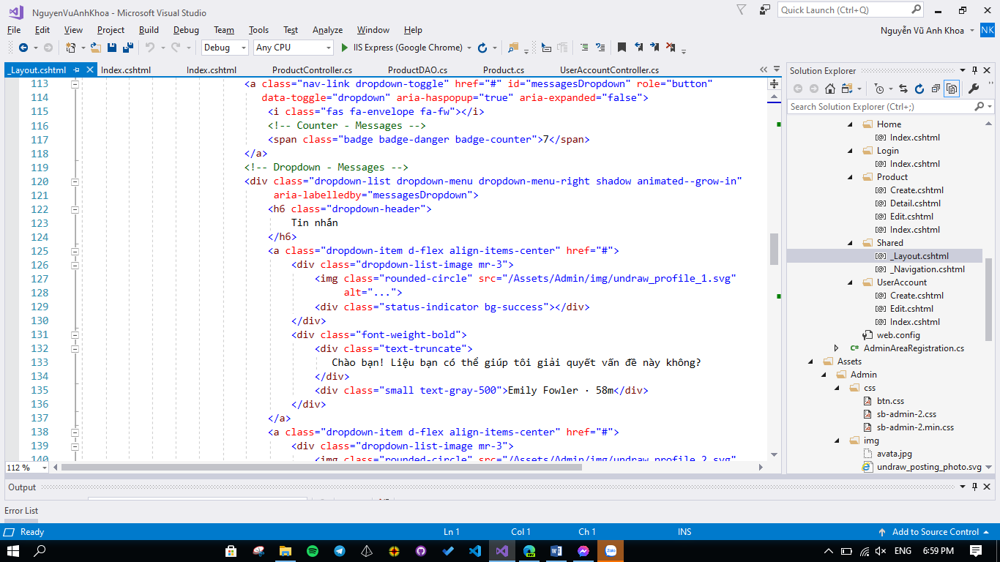 NguyenVuAnhKhoa - Microsoft Visual Studio
Quick Launch (Ctrl+Q)
File Edit View Project Build Debug Team Tools Test Analyze Window Help
Nguyễn Vũ Anh Khoa NK
Debug Any CPU IIS Express (Google Chrome)
_Layout.cshtml Index.cshtml Index.cshtml ProductController.cs ProductDAO.cs Product.cs UserAccountController.cs
113 <a class="nav-link dropdown-toggle" href="#" id="messagesDropdown" role="button"
114 data-toggle="dropdown" aria-haspopup="true" aria-expanded="false">
115 <i class="fas fa-envelope fa-fw"></i>
116 <!-- Counter - Messages -->
117 <span class="badge badge-danger badge-counter">7</span>
118 </a>
119 <!-- Dropdown - Messages -->
120 <div class="dropdown-list dropdown-menu dropdown-menu-right shadow animated--grow-in"
121 aria-labelledby="messagesDropdown">
122 <h6 class="dropdown-header">
123 Tin nhắn
124 </h6>
125 <a class="dropdown-item d-flex align-items-center" href="#">
126 <div class="dropdown-list-image mr-3">
127 <img class="rounded-circle" src="/Assets/Admin/img/undraw_profile_1.svg"
128 alt="...">
129 <div class="status-indicator bg-success"></div>
130 </div>
131 <div class="font-weight-bold">
132 <div class="text-truncate">
133 Chào bạn! Liệu bạn có thể giúp tôi giải quyết vấn đề này không?
134 </div>
135 <div class="small text-gray-500">Emily Fowler · 58m</div>
136 </div>
137 </a>
138 <a class="dropdown-item d-flex align-items-center" href="#">
139 <div class="dropdown-list-image mr-3">
140 <img class="rounded-circle" src="/Assets/Admin/img/undraw_profile_2.svg"
112 %
Solution Explorer
Search Solution Explorer (Ctrl+;)
Home
Index.cshtml
Login
Index.cshtml
Product
Create.cshtml
Detail.cshtml
Edit.cshtml
Index.cshtml
Shared
_Layout.cshtml
_Navigation.cshtml
UserAccount
Create.cshtml
Edit.cshtml
Index.cshtml
web.config
C# AdminAreaRegistration.cs
Assets
Admin
css
btn.css
sb-admin-2.css
sb-admin-2.min.css
img
avata.jpg
undraw_posting_photo.svg
Output
Error List
Ready Ln 1 Col 1 Ch 1 INS Add to Source Control
DEV Zalo ENG 6:59 PM